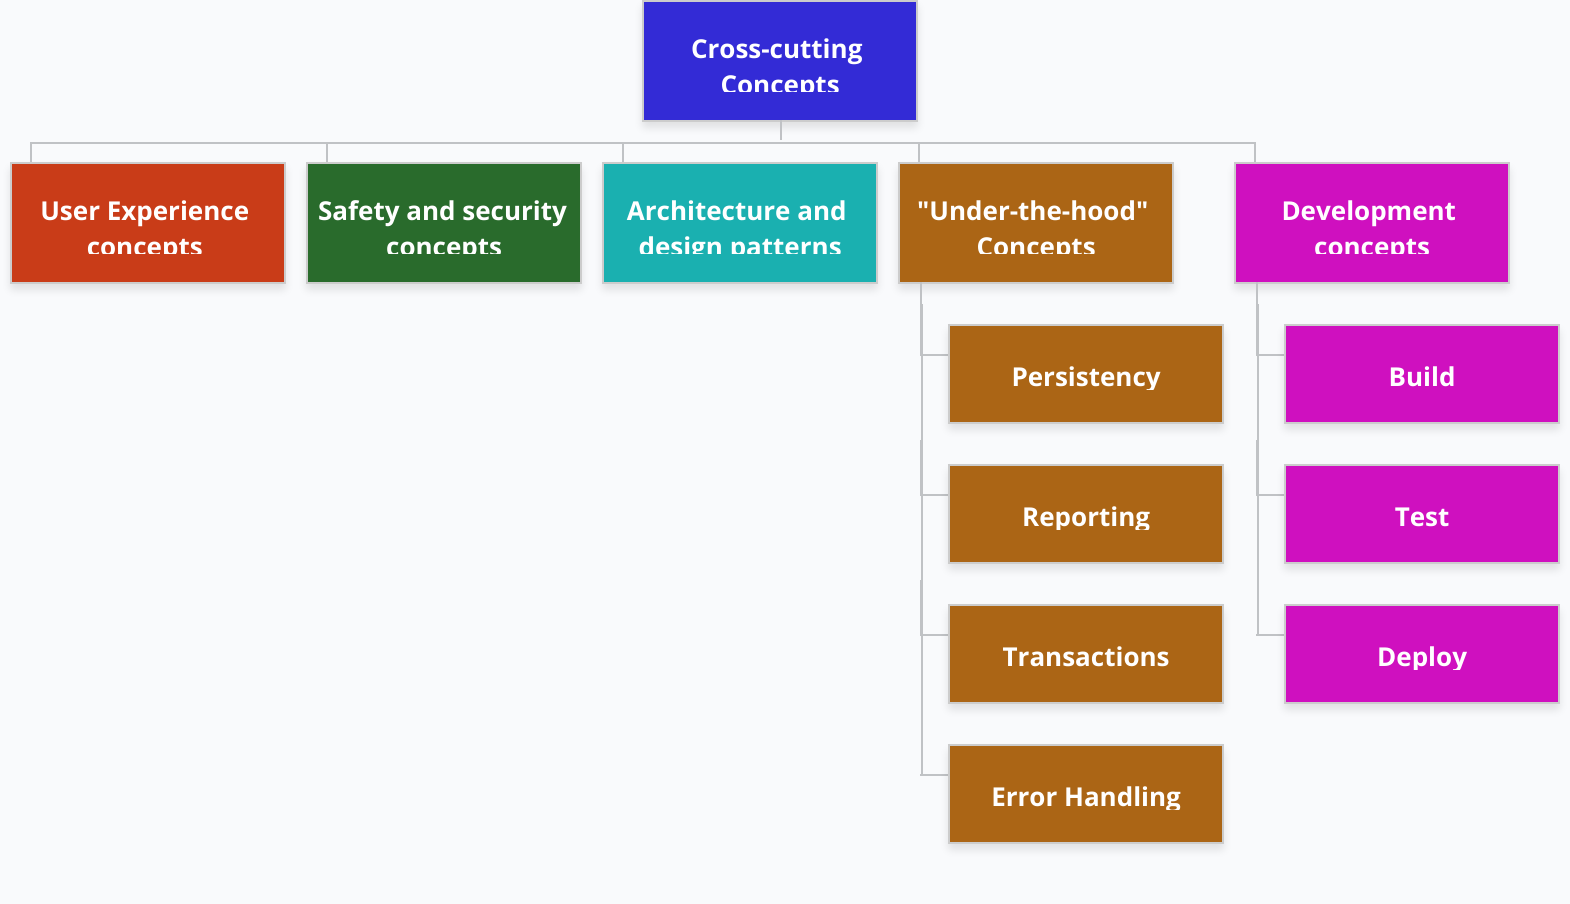 Cross-cutting
Concepts
User Experience
concepts
Safety and security
concepts
Architecture and
design patterns
"Under-the-hood"
Concepts
Development
concepts
Persistency
Reporting
Transactions
Error Handling
Build
Test
Deploy